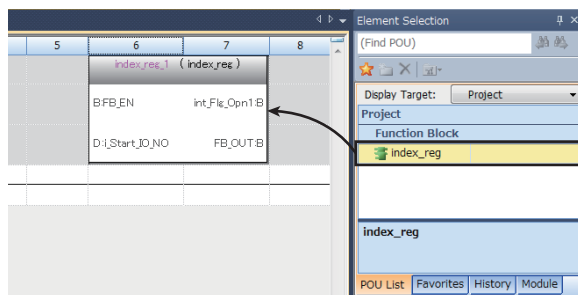 5 6 7 8
index_reg_1 (index_reg)
B:FB_EN int_Flg_Opn1:B
D:i_Start_IO_NO FB_OUT:B
Element Selection
(Find POU)
Display Target: Project
Project
Function Block
index_reg
index_reg
POU List Favorites History Module